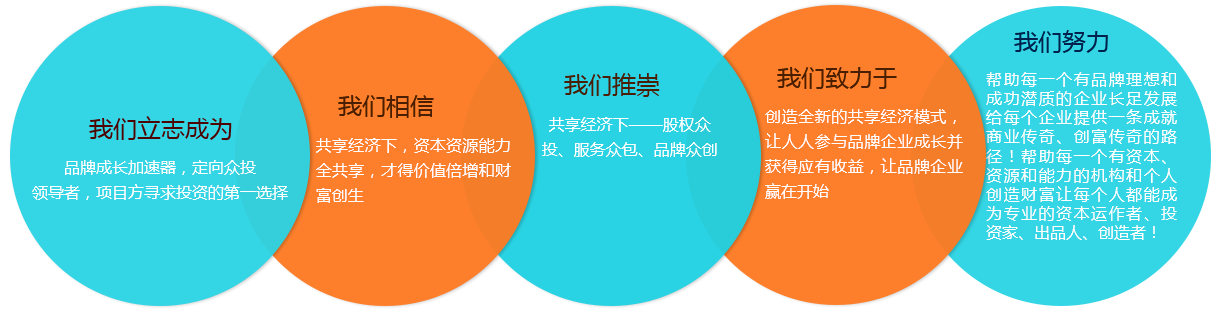 我们立志成为
品牌成长加速器，定向众投
领导者，项目方寻求投资的第一选择
我们相信
共享经济下，资本资源能力
全共享，才得价值倍增和财
富创生
我们推崇
共享经济下——股权众
投、服务众包、品牌众创
我们致力于
创造全新的共享经济模式，
让人人参与品牌企业成长并
获得应有收益，让品牌企业
赢在开始
我们努力
帮助每一个有品牌理想和
成功潜质的企业长足发展
给每个企业提供一条成就
商业传奇、创富传奇的路
径！帮助每一个有资本、
资源和能力的机构和个人
创造财富让每个人都能成
为专业的资本运作者、投
资家、出品人、创造者！